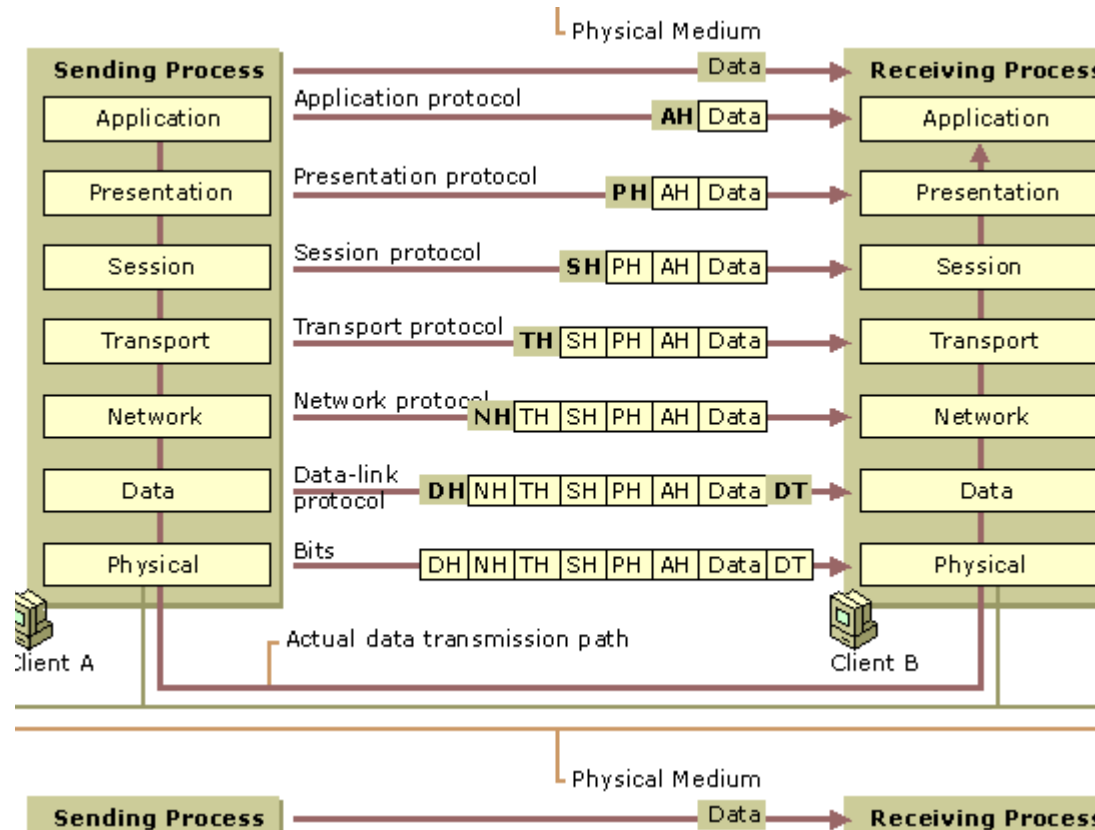 Physical Medium
Sending Process
Data
Receiving Process
Application
Application protocol
AH Data
Application
Presentation
Presentation protocol
PH AH Data
Presentation
Session
Session protocol
SH PH AH Data
Session
Transport
Transport protocol
TH SH PH AH Data
Transport
Network
Network protocol
NH TH SH PH AH Data
Network
Data
Data-link
protocol
DH NH TH SH PH AH Data DT
Data
Physical
Bits
DH NH TH SH PH AH Data DT
Physical
Client A
Actual data transmission path
Client B
Physical Medium
Sending Process
Data
Receiving Process